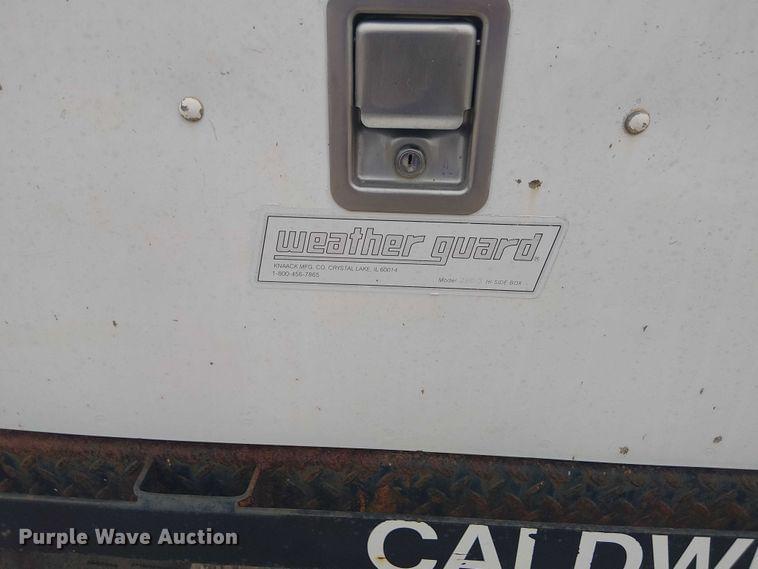 weather guard®
KNAACK MFG. CO. CRYSTAL LAKE, IL 60014
1-800-456-7865
Model HI-SIDE BOX
CALDW
Purple Wave Auction